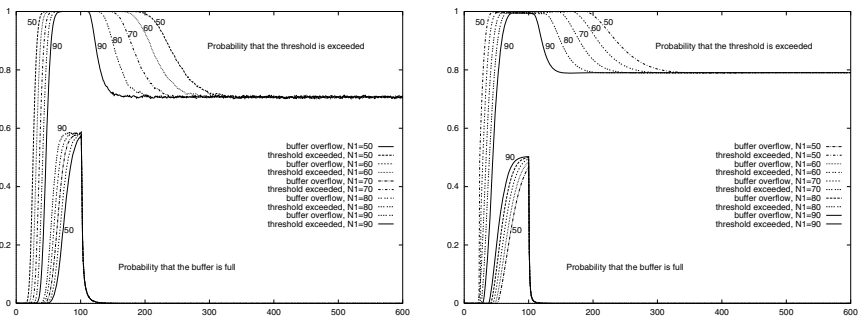 1
0.8
0.6
0.4
0.2
0
0 100 200 300 400 500 600
50
90
90
80
70
60
50
Probability that the threshold is exceeded
90
50
buffer overflow, N1=50
threshold exceeded, N1=50
buffer overflow, N1=60
threshold exceeded, N1=60
buffer overflow, N1=70
threshold exceeded, N1=70
buffer overflow, N1=80
threshold exceeded, N1=80
buffer overflow, N1=90
threshold exceeded, N1=90
Probability that the buffer is full
1
0.8
0.6
0.4
0.2
0
0 100 200 300 400 500 600
50
90
90
80
70
60
50
Probability that the threshold is exceeded
90
50
buffer overflow, N1=50
threshold exceeded, N1=50
buffer overflow, N1=60
threshold exceeded, N1=60
buffer overflow, N1=70
threshold exceeded, N1=70
buffer overflow, N1=80
threshold exceeded, N1=80
buffer overflow, N1=90
threshold exceeded, N1=90
Probability that the buffer is full